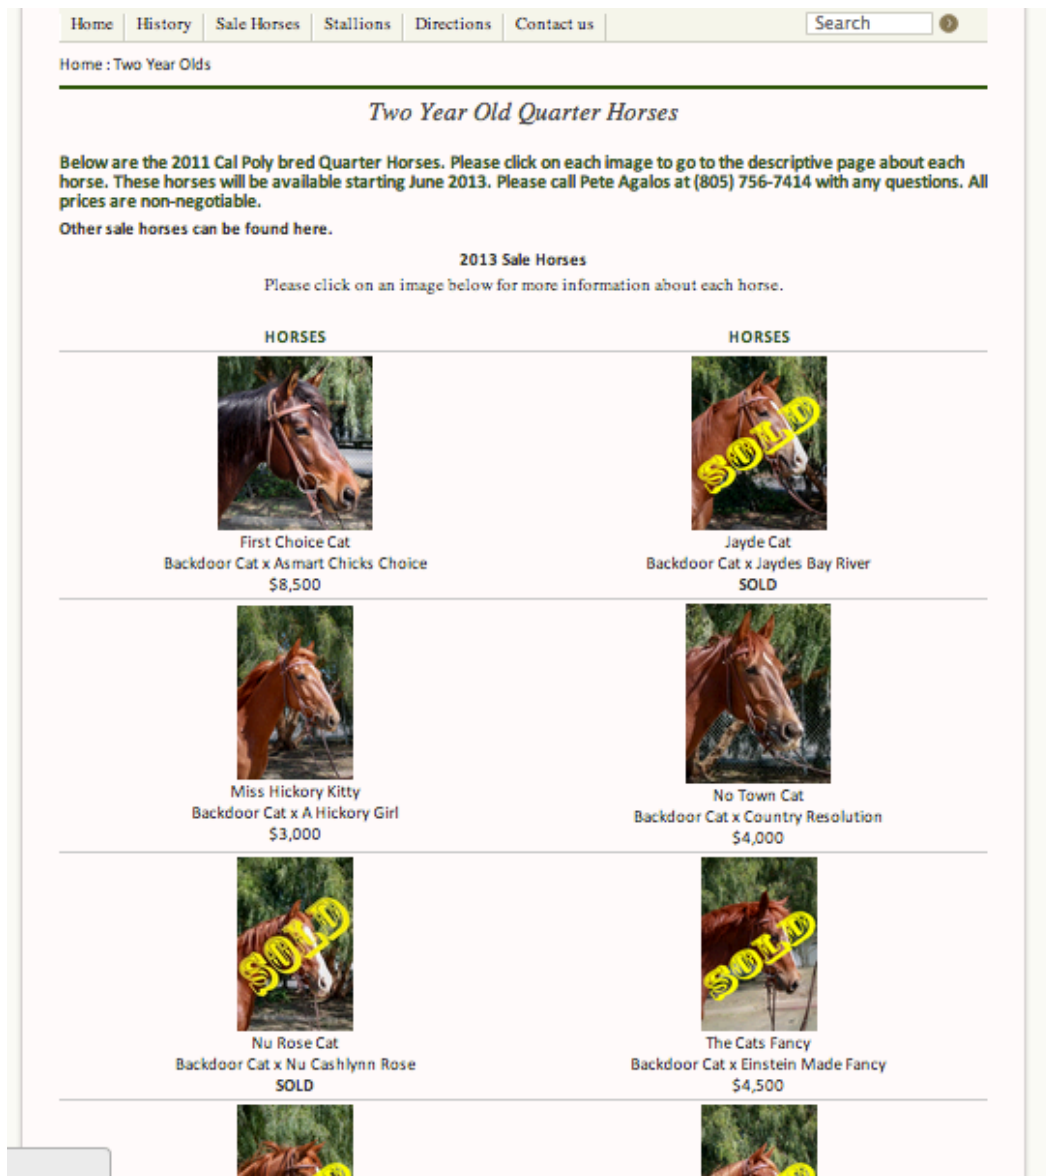 Home History Sale Horses Stallions Directions Contact us Search
Home : Two Year Olds
Two Year Old Quarter Horses
Below are the 2011 Cal Poly bred Quarter Horses. Please click on each image to go to the descriptive page about each
horse. These horses will be available starting June 2013. Please call Pete Agalos at (805) 756-7414 with any questions. All
prices are non-negotiable.
Other sale horses can be found here.
2013 Sale Horses
Please click on an image below for more information about each horse.
HORSES HORSES
SOLD
First Choice Cat Jayde Cat
Backdoor Cat x Asmart Chicks Choice Backdoor Cat x Jaydes Bay River
$8,500 SOLD
Miss Hickory Kitty No Town Cat
Backdoor Cat x A Hickory Girl Backdoor Cat x Country Resolution
$3,000 $4,000
SOLD SOLD
Nu Rose Cat The Cats Fancy
Backdoor Cat x Nu Cashlynn Rose Backdoor Cat x Einstein Made Fancy
SOLD $4,500